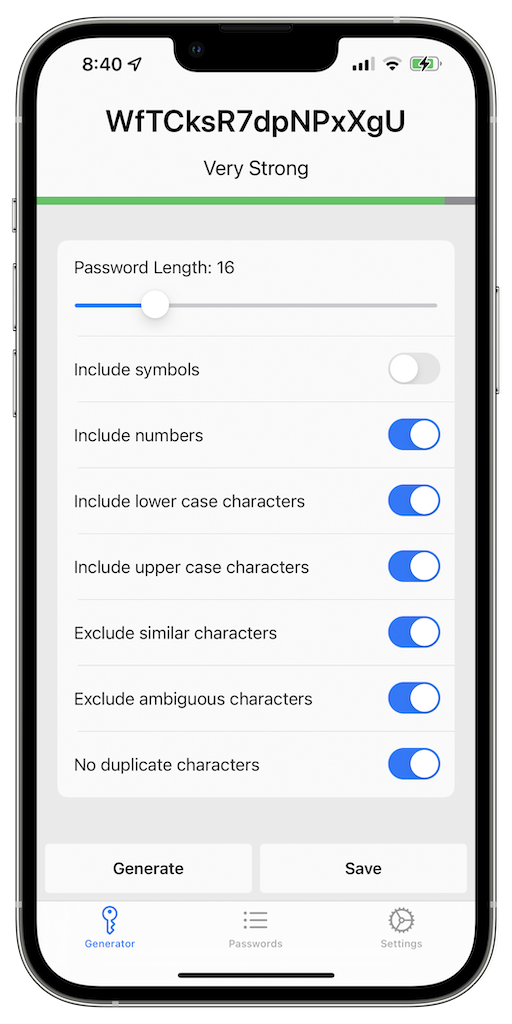 8:40
WfTCksR7dpNPxXgU
Very Strong
Password Length: 16
Include symbols
Include numbers
Include lower case characters
Include upper case characters
Exclude similar characters
Exclude ambiguous characters
No duplicate characters
Generate Save
Generator Passwords Settings